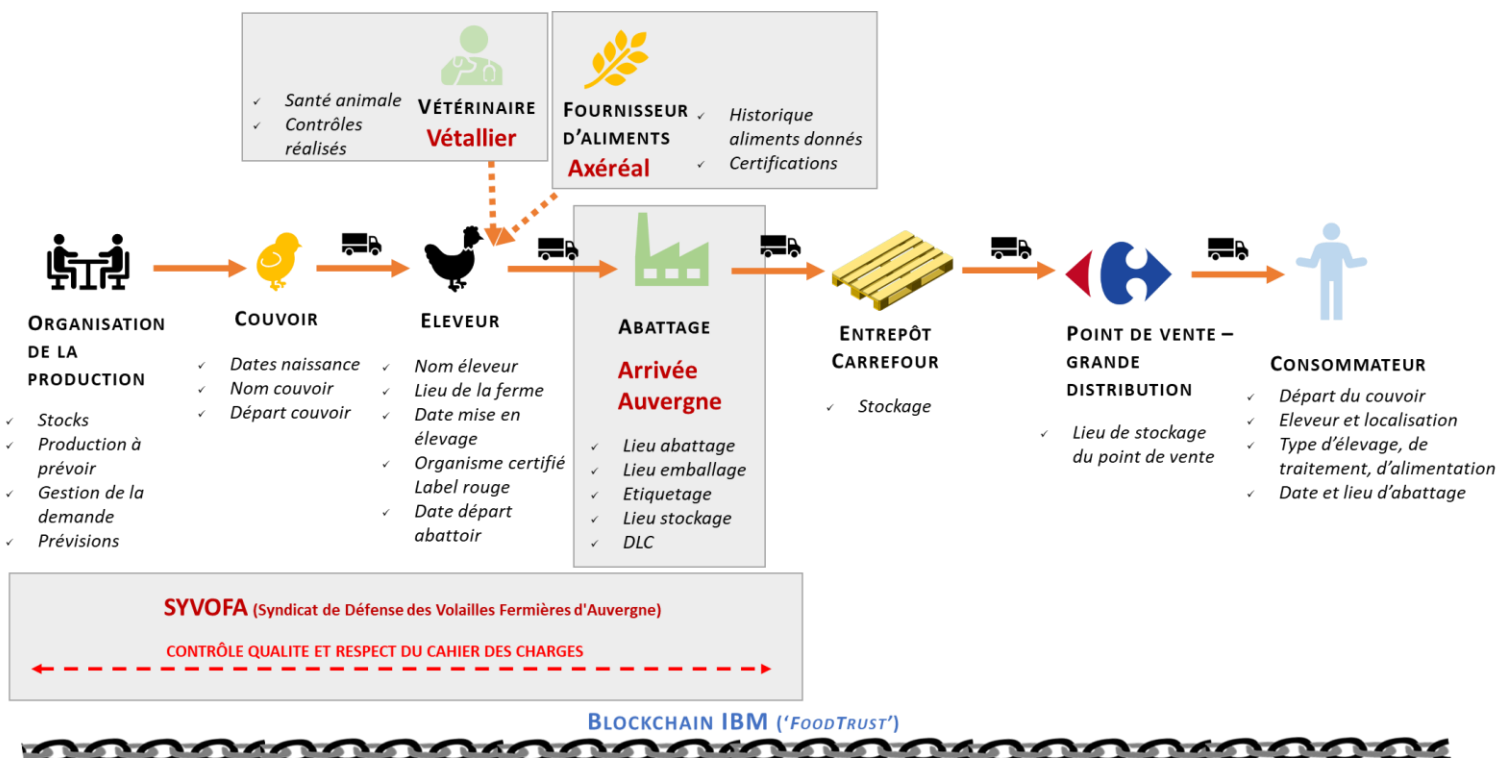 ✓ Santé animale
✓ Contrôles
réalisés
VÉTÉRINAIRE
Vétallier
FOURNISSEUR
D'ALIMENTS
Axéréal
✓ Historique
aliments donnés
✓ Certifications
ORGANISATION
DE LA
PRODUCTION
✓ Stocks
✓ Production à
prévoir
✓ Gestion de la
demande
✓ Prévisions
COUVOIR
✓ Dates naissance
✓ Nom couvoir
✓ Départ couvoir
ELEVEUR
✓ Nom éleveur
✓ Lieu de la ferme
✓ Date mise en
élevage
✓ Organisme certifié
Label rouge
✓ Date départ
abattoir
ABATTAGE
Arrivée
Auvergne
✓ Lieu abattage
✓ Lieu emballage
✓ Etiquetage
✓ Lieu stockage
✓ DLC
ENTREPÔT
CARREFOUR
✓ Stockage
POINT DE VENTE –
GRANDE
DISTRIBUTION
✓ Lieu de stockage
du point de vente
CONSOMMATEUR
✓ Départ du couvoir
✓ Eleveur et localisation
✓ Type d'élevage, de
traitement, d'alimentation
✓ Date et lieu d'abattage
SYVOFA (Syndicat de Défense des Volailles Fermières d'Auvergne)
CONTRÔLE QUALITE ET RESPECT DU CAHIER DES CHARGES
BLOCKCHAIN IBM ('FOODTRUST')